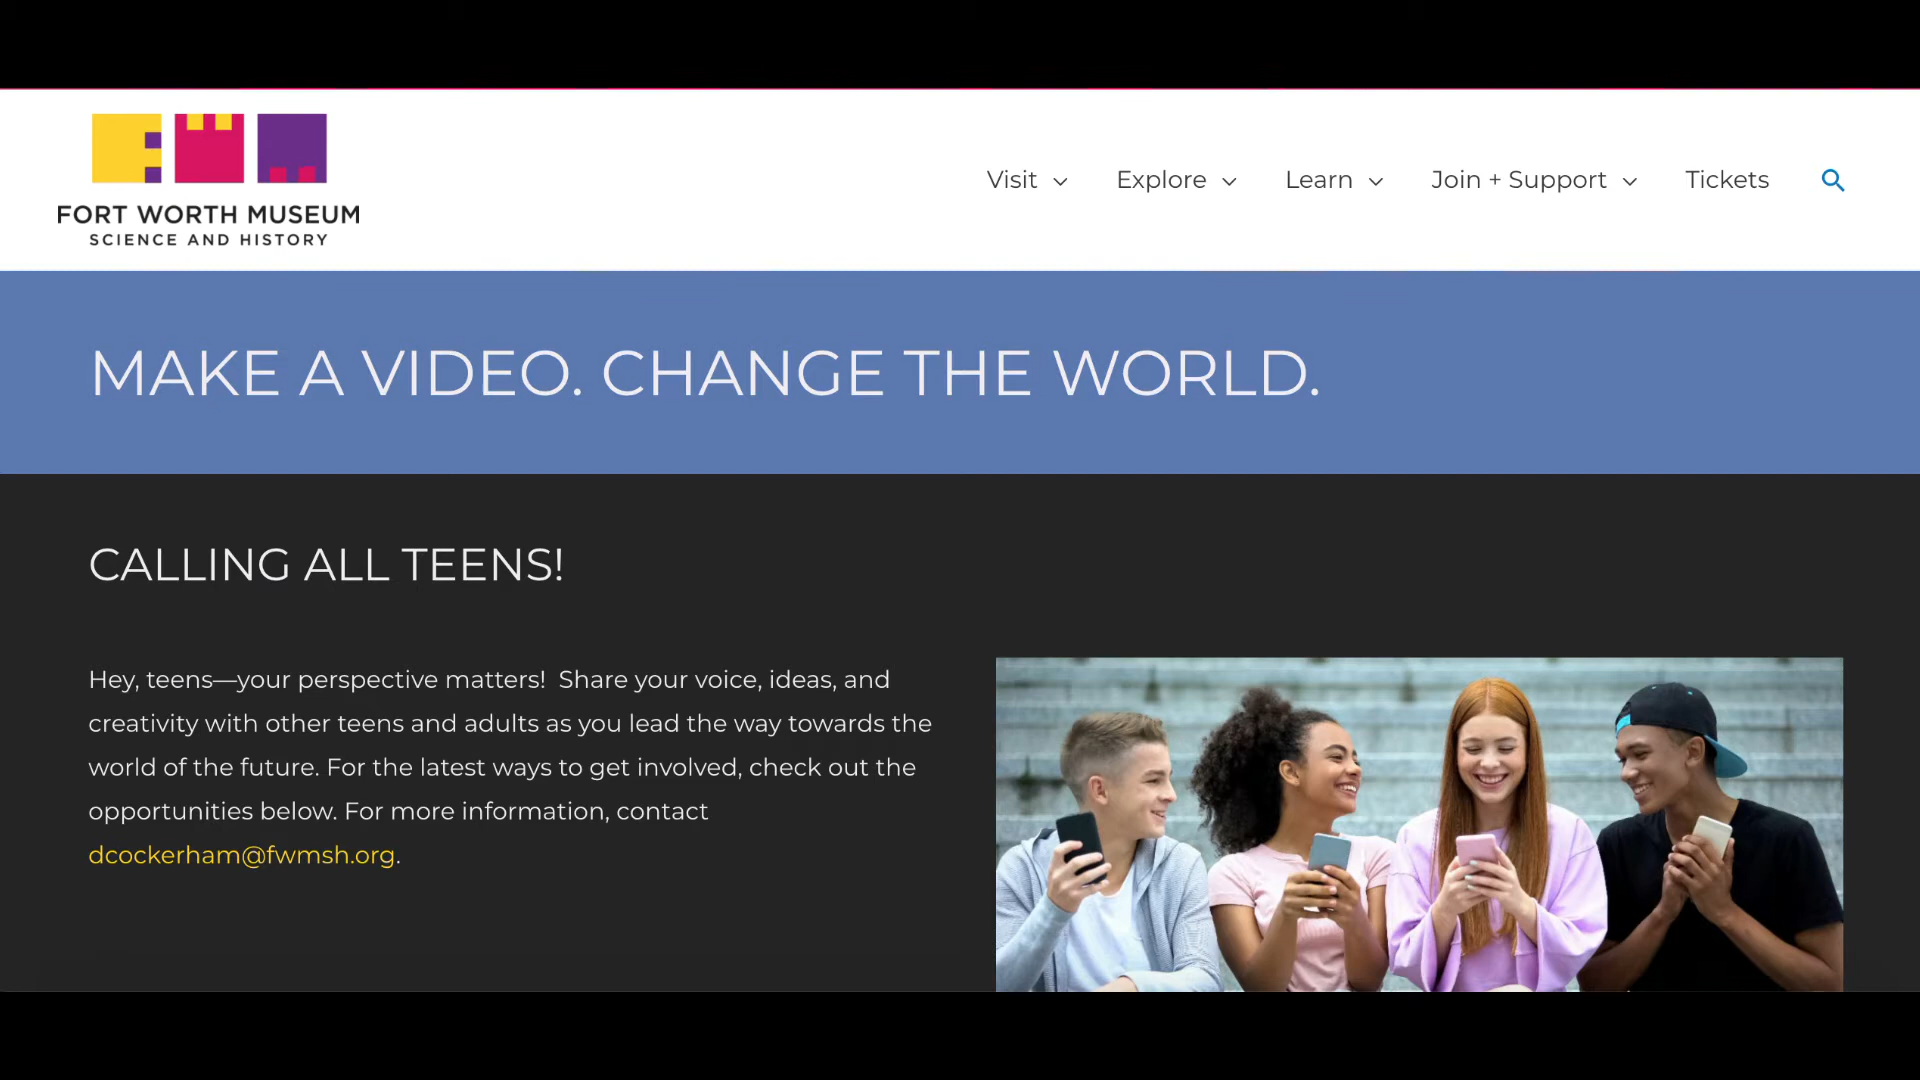 FORT WORTH MUSEUM
SCIENCE AND HISTORY
Visit
Explore
Learn
Join + Support
Tickets
MAKE A VIDEO. CHANGE THE WORLD.
CALLING ALL TEENS!
Hey, teens—your perspective matters!  Share your voice, ideas, and
creativity with other teens and adults as you lead the way towards the
world of the future. For the latest ways to get involved, check out the
opportunities below. For more information, contact
dcockerham@fwmsh.org.